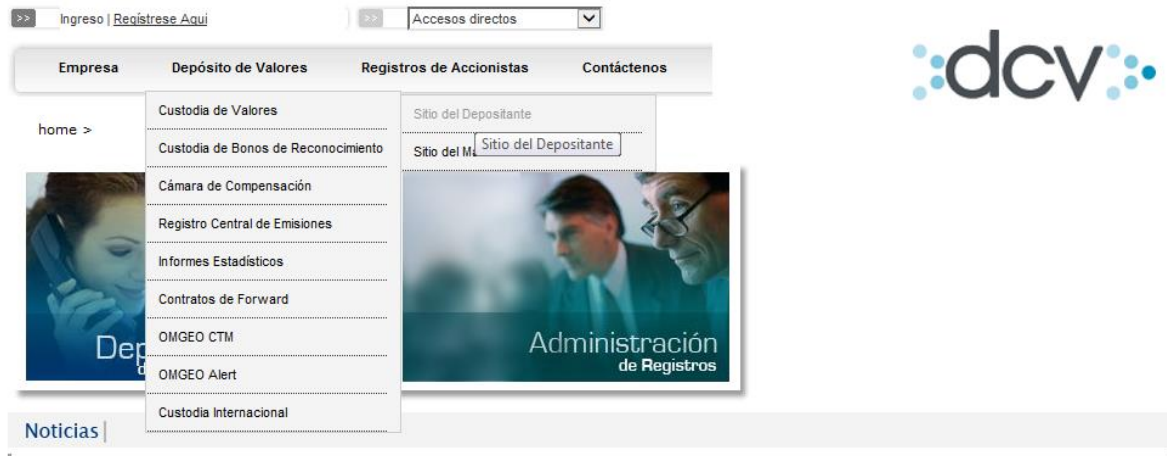 >> Ingreso | Regístrese Aquí >> Accesos directos
dcv
Empresa Depósito de Valores Registros de Accionistas Contáctenos
home >
Custodia de Valores
Custodia de Bonos de Reconocimiento
Cámara de Compensación
Registro Central de Emisiones
Informes Estadísticos
Contratos de Forward
OMGEO CTM
OMGEO Alert
Custodia Internacional
Sitio del Depositante
Sitio del
Sitio del Depositante
Administración
de Registros
Noticias|